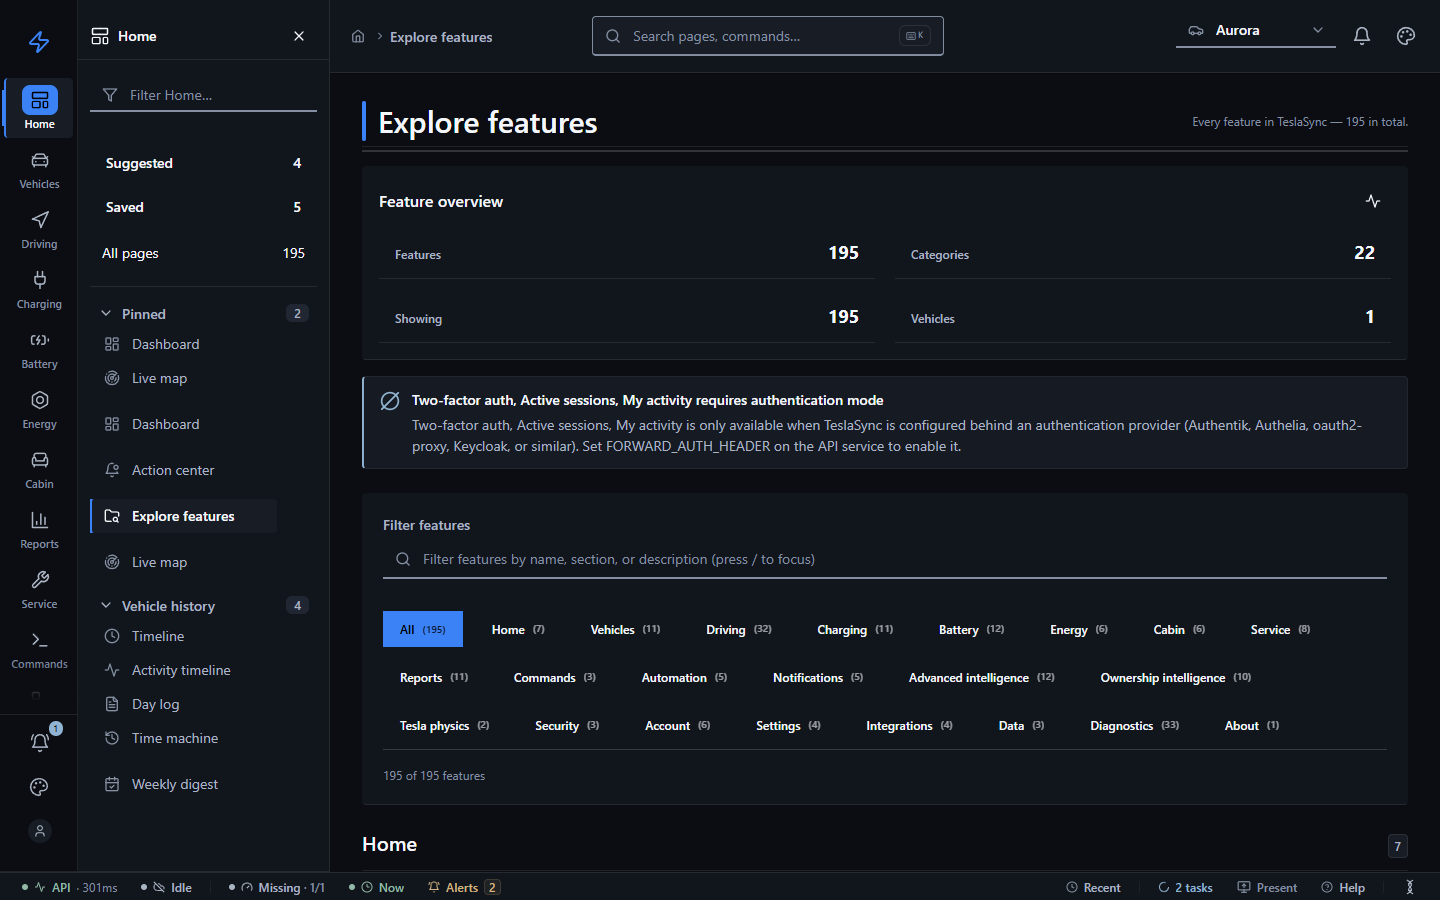 Home
Vehicles
Driving
Charging
Battery
Energy
Cabin
Reports
Service
Commands
1
Home
Filter Home...
Suggested 4
Saved 5
All pages 195
Pinned 2
Dashboard
Live map
Dashboard
Action center
Explore features
Live map
Vehicle history 4
Timeline
Activity timeline
Day log
Time machine
Weekly digest
Explore features
Search pages, commands... K
Aurora
Explore features
Every feature in TeslaSync — 195 in total.
Feature overview
Features 195 Categories 22
Showing 195 Vehicles 1
Two-factor auth, Active sessions, My activity requires authentication mode
Two-factor auth, Active sessions, My activity is only available when TeslaSync is configured behind an authentication provider (Authentik, Authelia, oauth2-
proxy, Keycloak, or similar). Set FORWARD_AUTH_HEADER on the API service to enable it.
Filter features
Filter features by name, section, or description (press / to focus)
All (195) Home (7) Vehicles (11) Driving (32) Charging (11) Battery (12) Energy (6) Cabin (6) Service (8)
Reports (11) Commands (3) Automation (5) Notifications (5) Advanced intelligence (12) Ownership intelligence (10)
Tesla physics (2) Security (3) Account (6) Settings (4) Integrations (4) Data (3) Diagnostics (33) About (1)
195 of 195 features
Home 7
API · 301ms Idle Missing · 1/1 Now Alerts 2 Recent 2 tasks Present Help